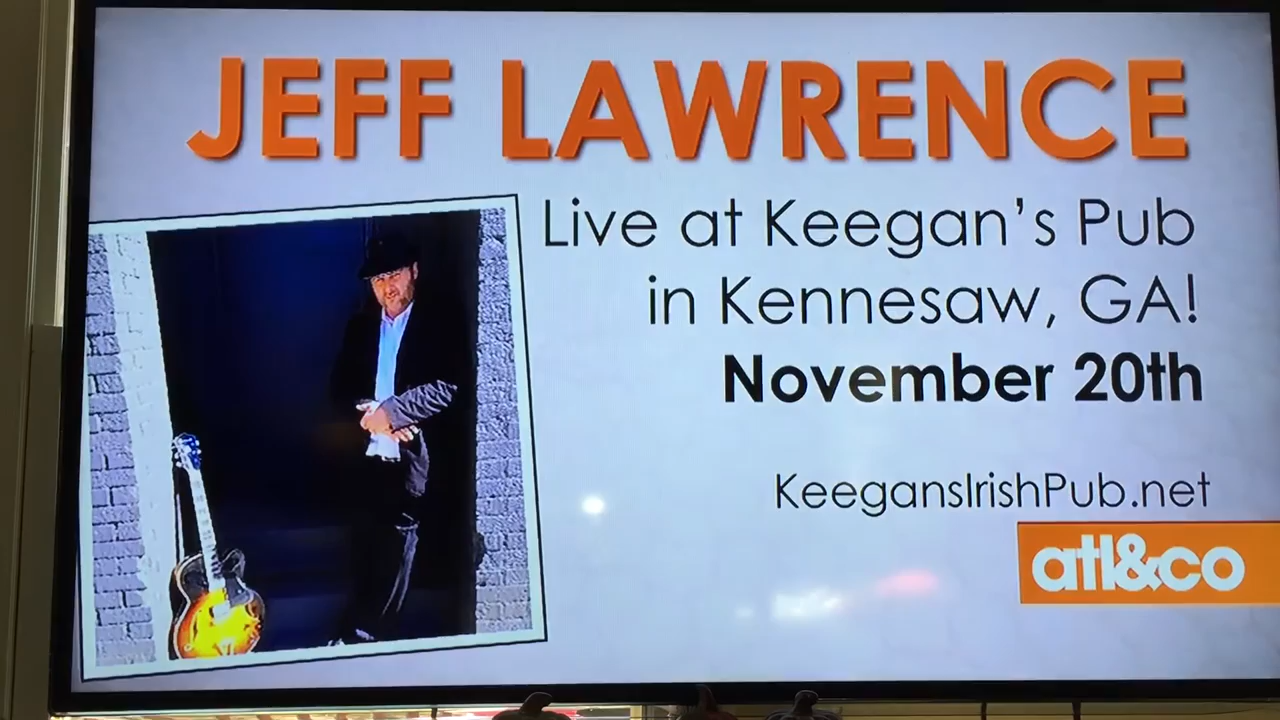 JEFF LAWRENCE
Live at Keegan's Pub
in Kennesaw, GA!
November 20th
KeegansIrishPub.net
atl&co